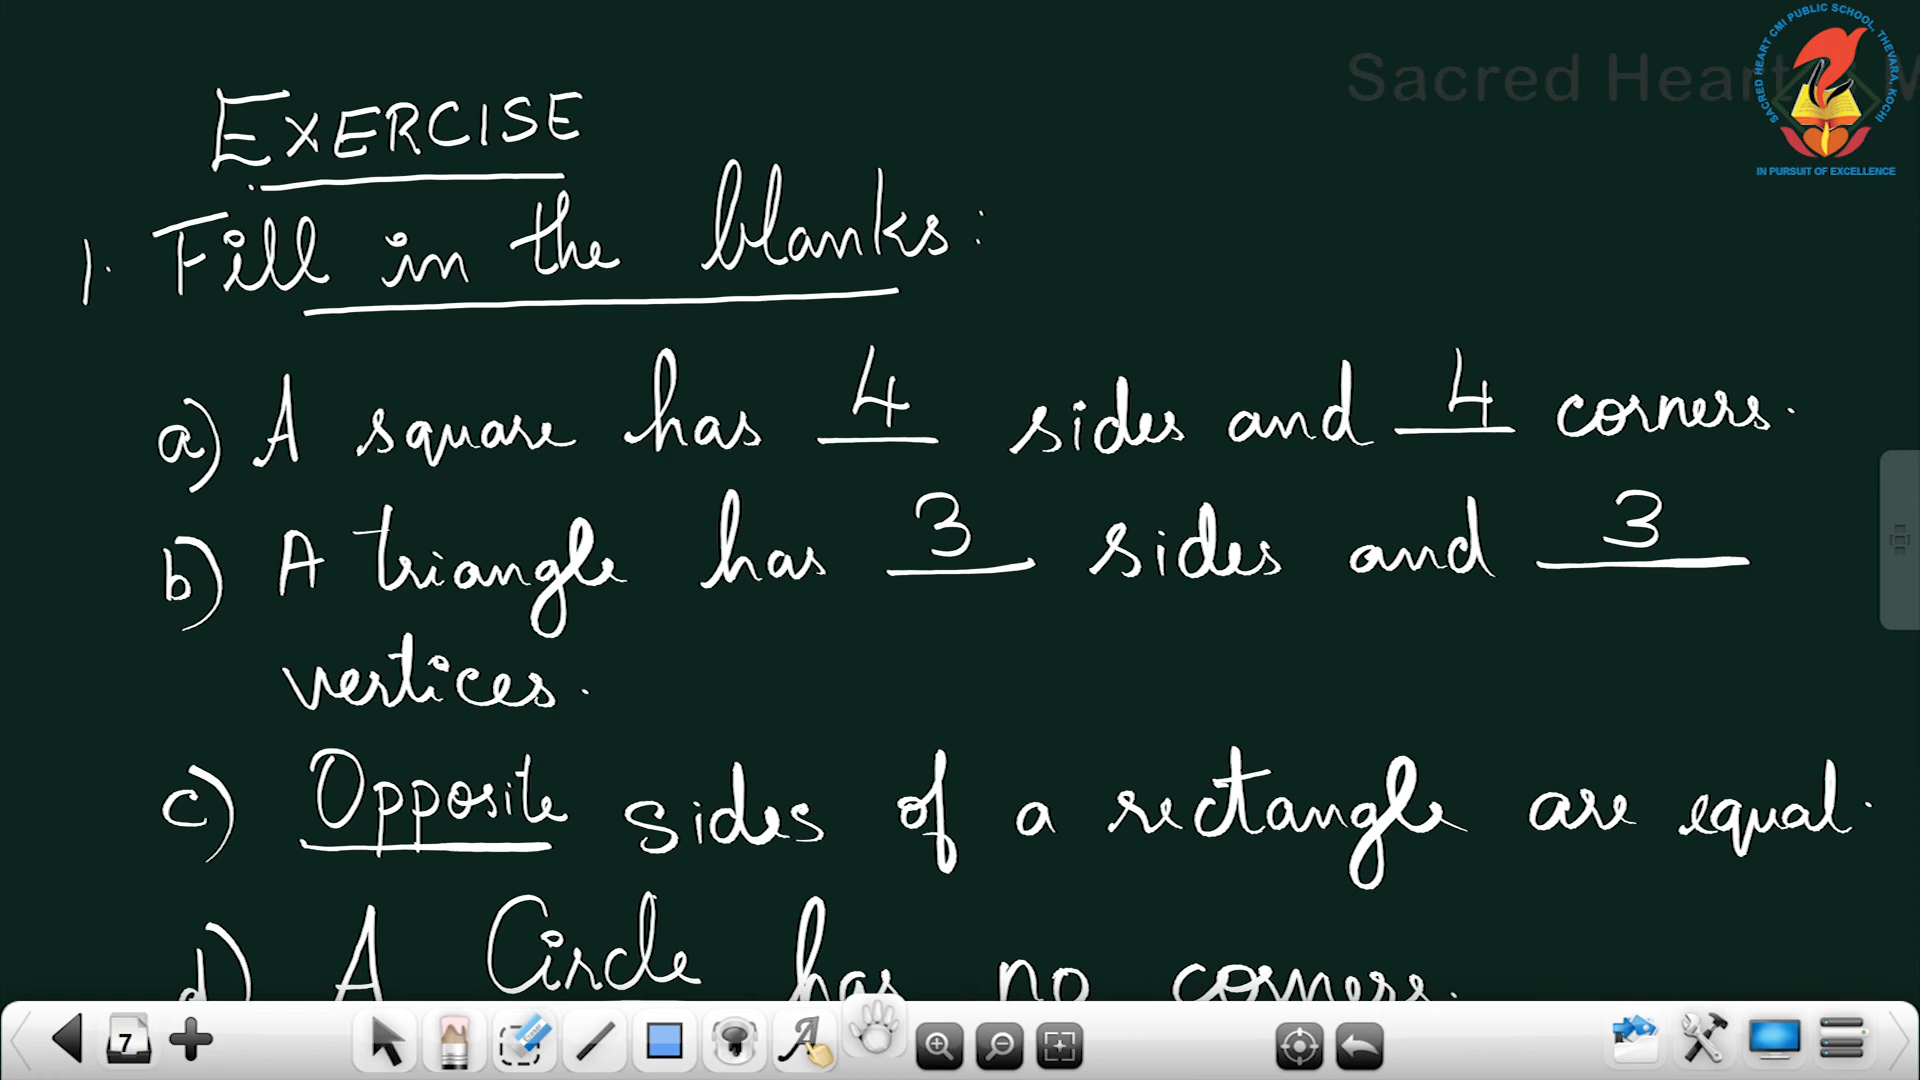 SACRED HEART CMI PUBLIC SCHOOL, THEVARA, KOCHI
IN PURSUIT OF EXCELLENCE
Sacred Heart
EXERCISE
1. Fill in the blanks:
a) A square has 4 sides and 4 corners.
b) A triangle has 3 sides and 3
vertices.
c) Opposite sides of a rectangle are equal.
d) A Circle has no corners.
7